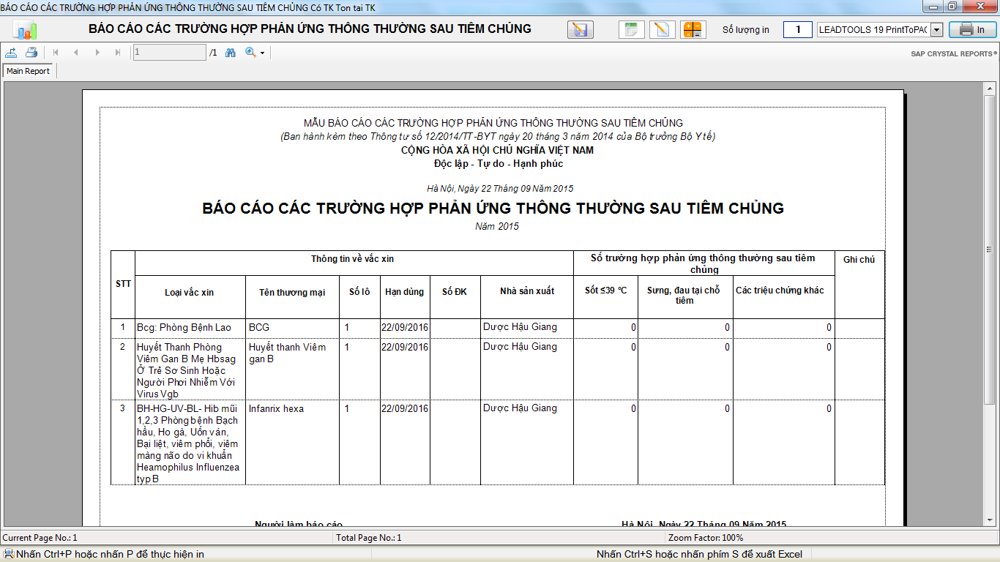 BÁO CÁO CÁC TRƯỜNG HỢP PHẢN ỨNG THÔNG THƯỜNG SAU TIÊM CHỦNG Có TK Ton tai TK
BÁO CÁO CÁC TRƯỜNG HỢP PHẢN ỨNG THÔNG THƯỜNG SAU TIÊM CHỦNG
Số lượng in 1 LEADTOOLS 19 PrintToPAC In
1 /1
SAP CRYSTAL REPORTS®
Main Report
MẪU BÁO CÁO CÁC TRƯỜNG HỢP PHẢN ỨNG THÔNG THƯỜNG SAU TIÊM CHỦNG
(Ban hành kèm theo Thông tư số 12/2014/TT-BYT ngày 20 tháng 3 năm 2014 của Bộ trưởng Bộ Y tế)
CỘNG HÒA XÃ HỘI CHỦ NGHĨA VIỆT NAM
Độc lập - Tự do - Hạnh phúc
Hà Nội, Ngày 22 Tháng 09 Năm 2015
BÁO CÁO CÁC TRƯỜNG HỢP PHẢN ỨNG THÔNG THƯỜNG SAU TIÊM CHỦNG
Năm 2015
STT
Thông tin về vắc xin
Số trường hợp phản ứng thông thường sau tiêm
chủng
Ghi chú
Loại vắc xin
Tên thương mại
Số lô
Hạn dùng
Số ĐK
Nhà sản xuất
Sốt ≤39 °C
Sưng, đau tại chỗ
tiêm
Các triệu chứng khác
1 Bcg: Phòng Bệnh Lao BCG 1 22/09/2016 Dược Hậu Giang 0 0 0
2 Huyết Thanh Phòng Huyết thanh Viêm 1 22/09/2016 Dược Hậu Giang 0 0 0
Viêm Gan B Mẹ Hbsag gan B
Ở Trẻ Sơ Sinh Hoặc
Người Phơi Nhiễm Với
Virus Vgb
3 BH-HG-UV-BL- Hib mũi Infanrix hexa 1 22/09/2016 Dược Hậu Giang 0 0 0
1,2,3 Phòng bệnh Bạch
hầu, Ho gà, Uốn ván,
Bại liệt, viêm phổi, viêm
màng não do vi khuẩn
Heamophilus Influenzea
typ B
Người làm báo cáo
Hà Nội, Ngày 22 Tháng 09 Năm 2015
Current Page No.: 1
Total Page No.: 1
Zoom Factor: 100%
Nhấn Ctrl+P hoặc nhấn P để thực hiện in
Nhấn Ctrl+S hoặc nhấn phím S để xuất Excel